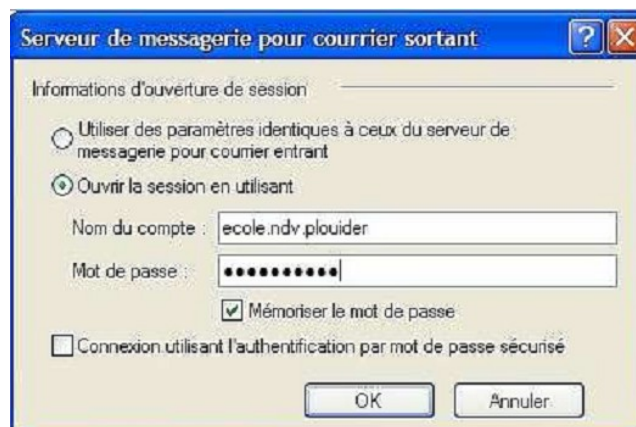 Serveur de messagerie pour courrier sortant
Informations d'ouverture de session
Utiliser des paramètres identiques à ceux du serveur de
messagerie pour courrier entrant
Ouvrir la session en utilisant
Nom du compte : ecole.ndv.plouider
Mot de passe : ●●●●●●●●●●
Mémoriser le mot de passe
Connexion utilisant l'authentification par mot de passe sécurisé
OK Annuler